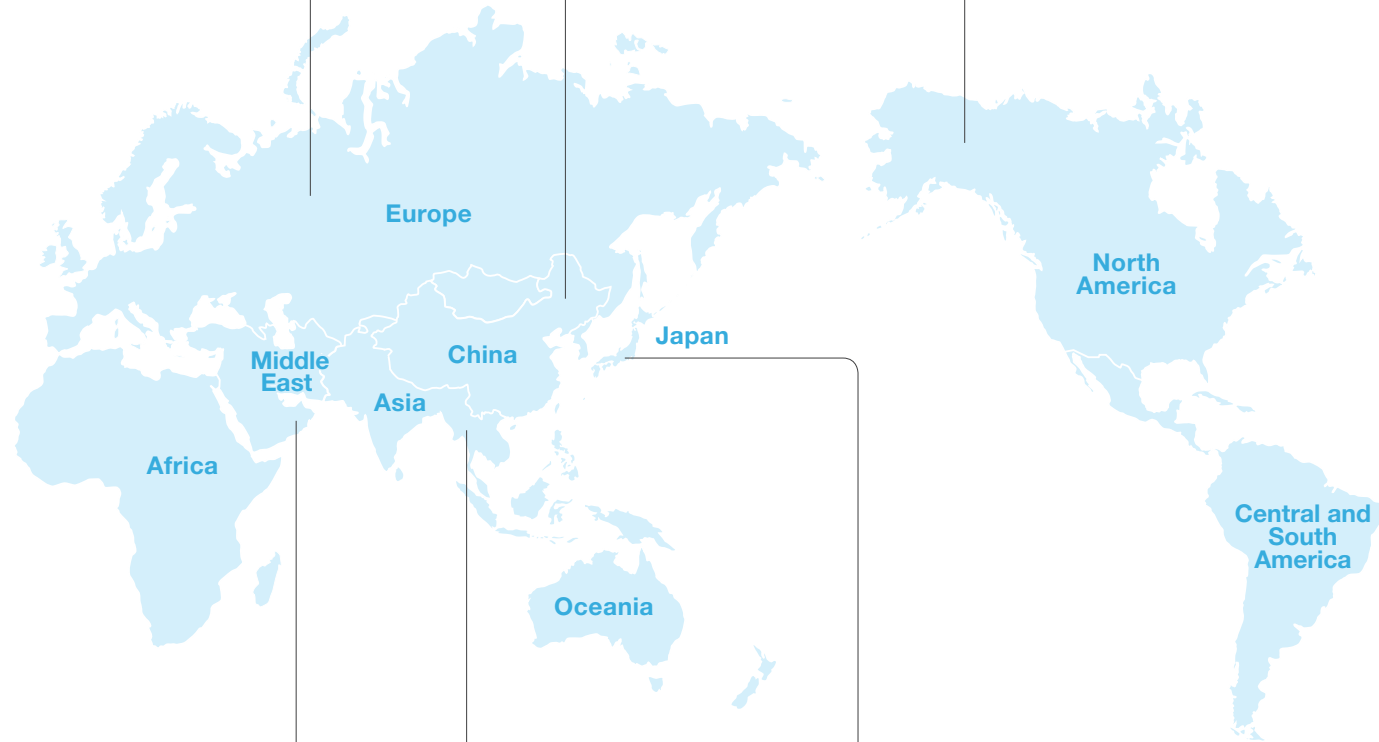 Europe
North
America
Japan
China
Middle
East
Asia
Africa
Central and
South
America
Oceania